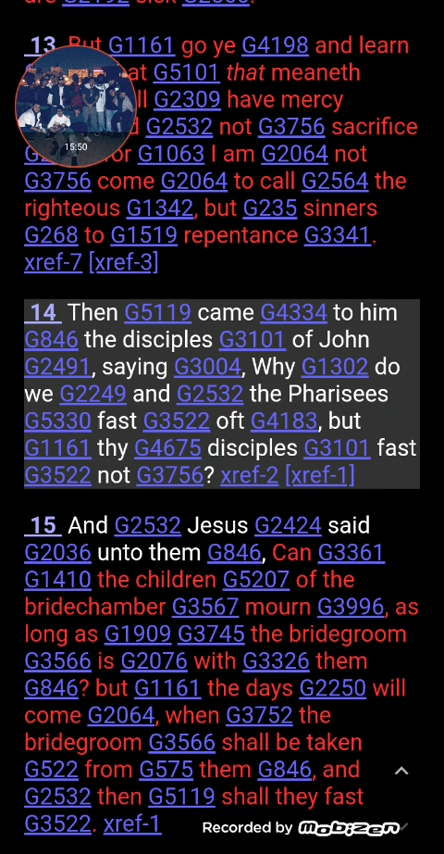 13 But G1161 go ye G4198 and learn
at G5101 that meaneth
ll G2309 have mercy
G2532 not G3756 sacrifice
for G1063 I am G2064 not
G3756 come G2064 to call G2564 the
righteous G1342, but G235 sinners
G268 to G1519 repentance G3341.
xref-7 [xref-3]
15:50
14 Then G5119 came G4334 to him
G846 the disciples G3101 of John
G2491, saying G3004, Why G1302 do
we G2249 and G2532 the Pharisees
G5330 fast G3522 oft G4183, but
G1161 thy G4675 disciples G3101 fast
G3522 not G3756? xref-2 [xref-1]
15 And G2532 Jesus G2424 said
G2036 unto them G846, Can G3361
G1410 the children G5207 of the
bridechamber G3567 mourn G3996, as
long as G1909 G3745 the bridegroom
G3566 is G2076 with G3326 them
G846? but G1161 the days G2250 will
come G2064, when G3752 the
bridegroom G3566 shall be taken
G522 from G575 them G846, and
G2532 then G5119 shall they fast
G3522. xref-1
Recorded by mobizen